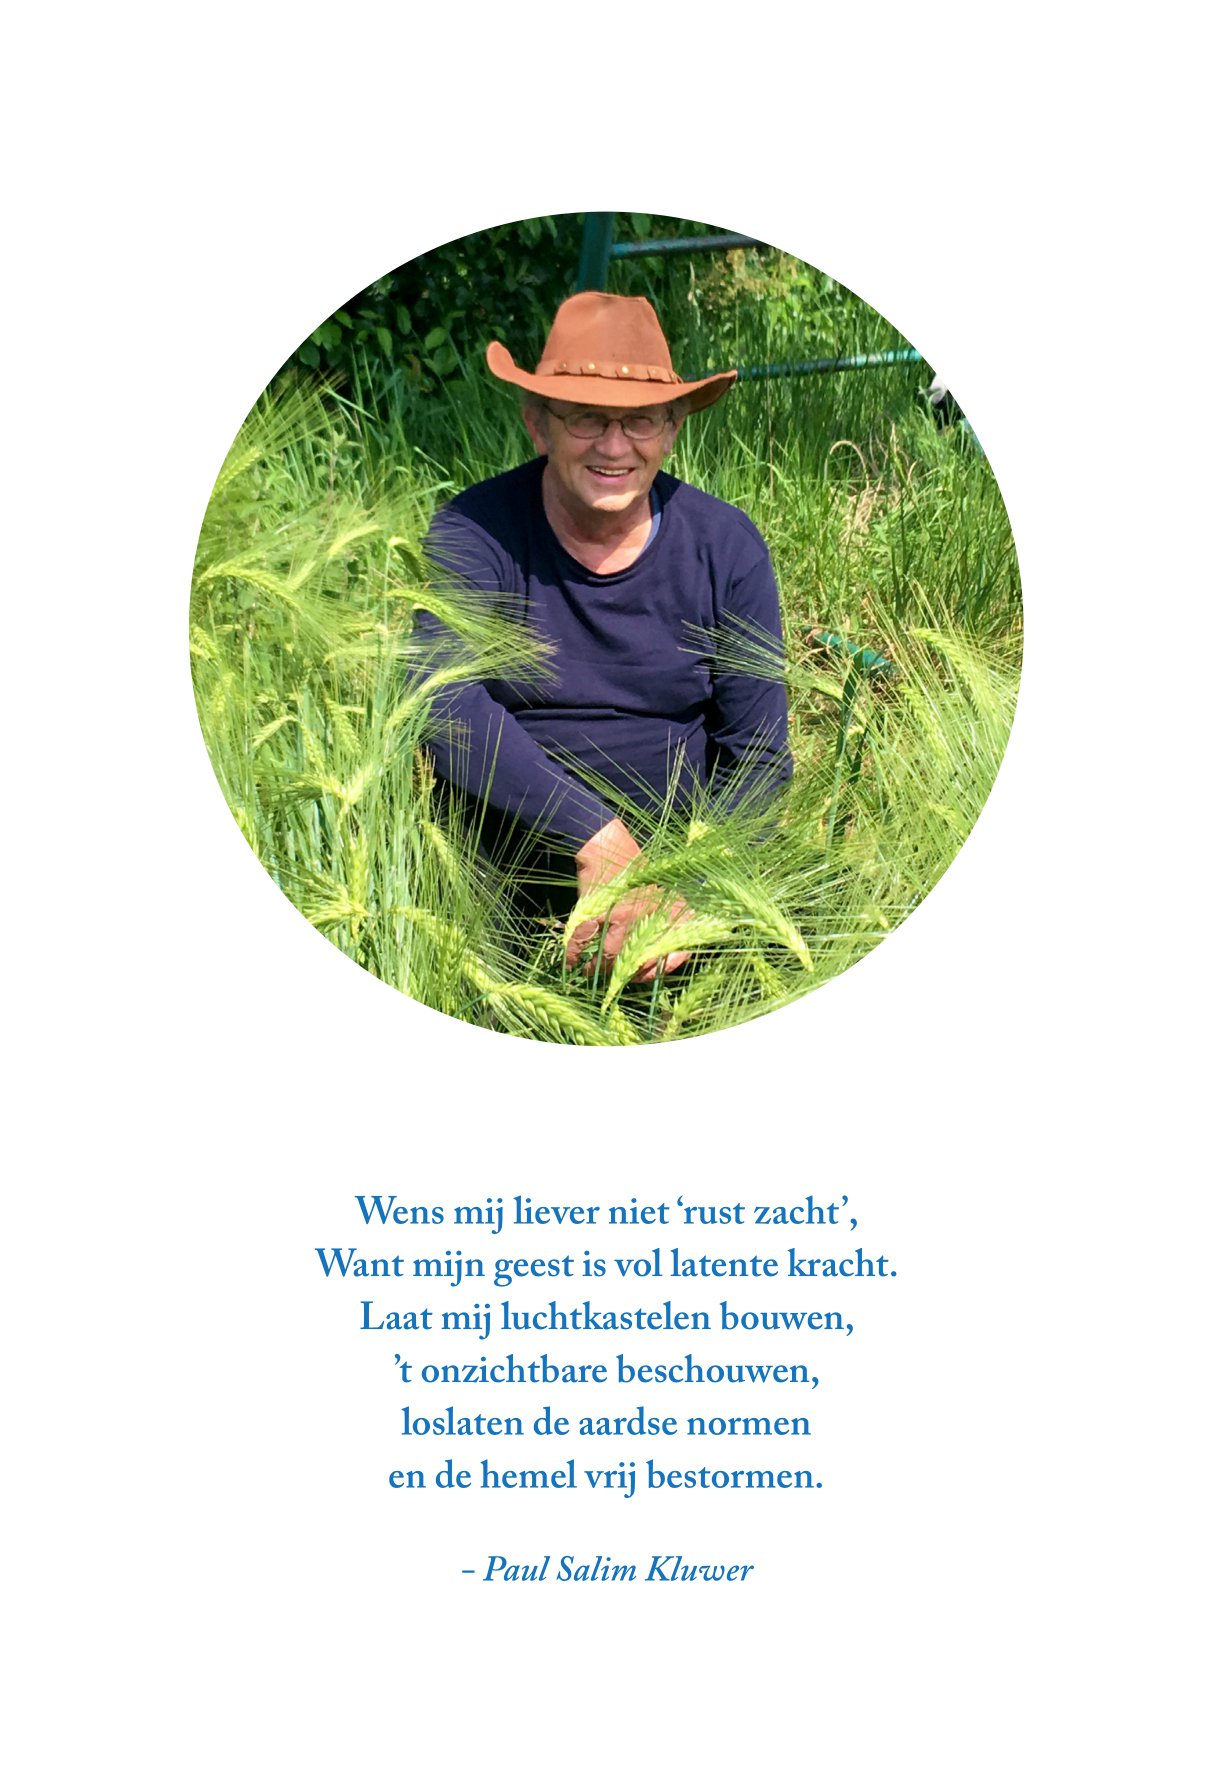 Wens mij liever niet ‘rust zacht’,
Want mijn geest is vol latente kracht.
Laat mij luchtkastelen bouwen,
’t onzichtbare beschouwen,
loslaten de aardse normen
en de hemel vrij bestormen.
– Paul Salim Kluwer